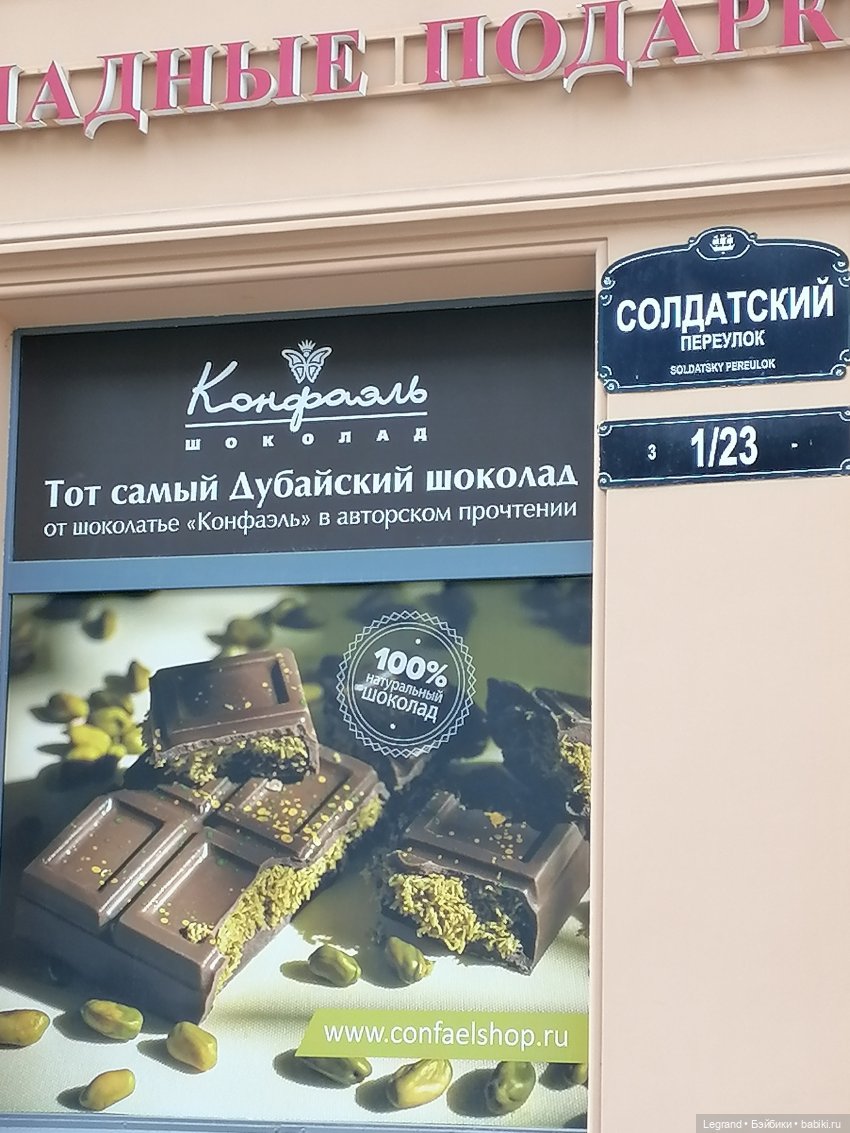 ЛАДНЫЕ ПОДАРК
СОЛДАТСКИЙ
ПЕРЕУЛОК
SOLDATSKY PEREULOK
3 1/23 -
Конфаэль
ШОКОЛАД
Тот самый Дубайский шоколад
от шоколатье «Конфаэль» в авторском прочтении
100%
натуральный
шоколад
www.confaelshop.ru
Legrand • Бэйбики • babiki.ru